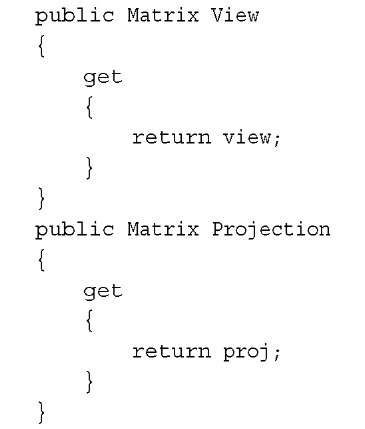 public Matrix View
{
    get
    {
        return view;
    }
}
public Matrix Projection
{
    get
    {
        return proj;
    }
}